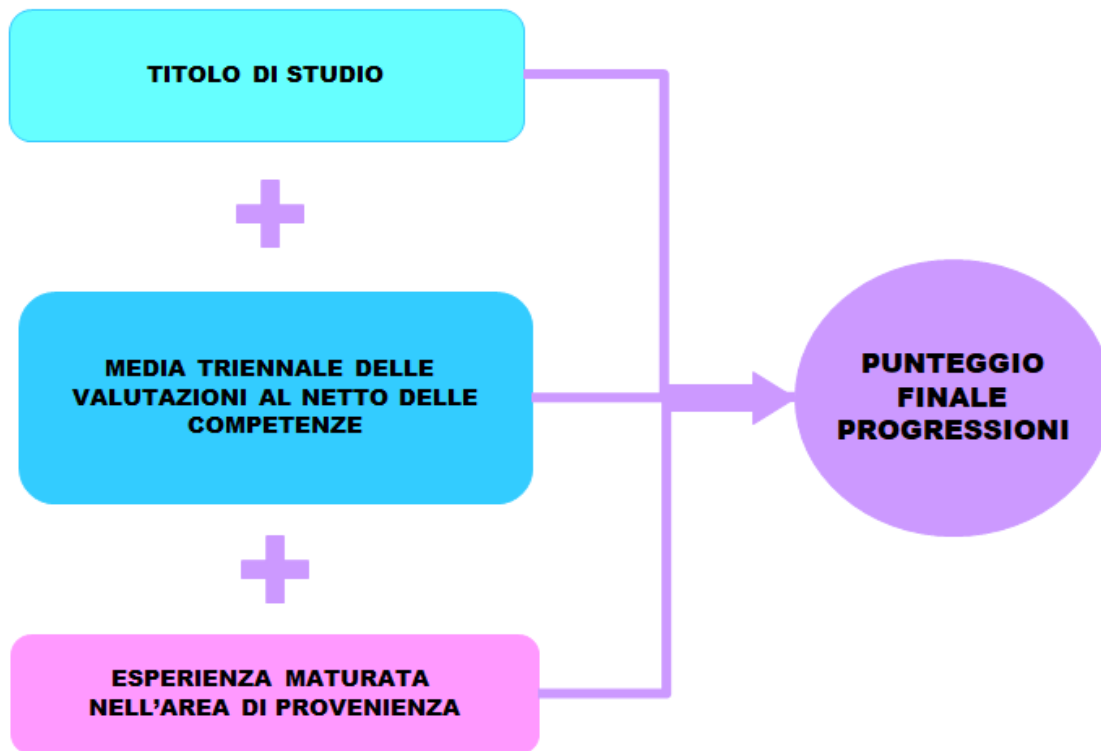 TITOLO DI STUDIO
MEDIA TRIENNALE DELLE
VALUTAZIONI AL NETTO DELLE
COMPETENZE
ESPERIENZA MATURATA
NELL'AREA DI PROVENIENZA
PUNTEGGIO
FINALE
PROGRESSIONI